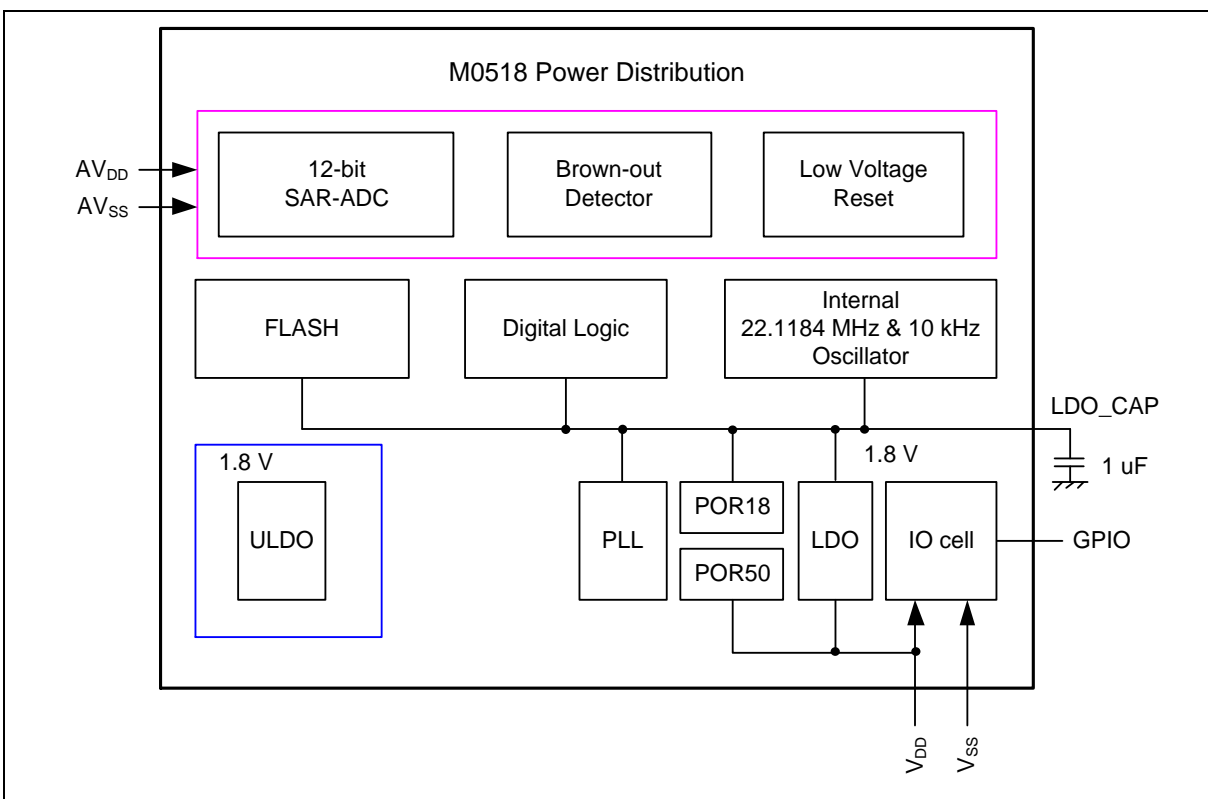 M0518 Power Distribution
AVDD
AVSS
12-bit
SAR-ADC
Brown-out
Detector
Low Voltage
Reset
FLASH
Digital Logic
Internal
22.1184 MHz & 10 kHz
Oscillator
LDO_CAP
1.8 V
1.8 V
1 uF
ULDO
PLL
POR18
POR50
LDO
IO cell
GPIO
VDD
VSS